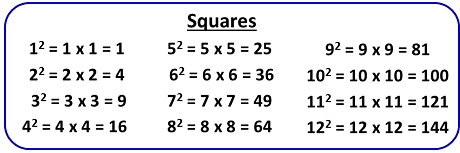 Squares
1² = 1 x 1 = 1
2² = 2 x 2 = 4
3² = 3 x 3 = 9
4² = 4 x 4 = 16
5² = 5 x 5 = 25
6² = 6 x 6 = 36
7² = 7 x 7 = 49
8² = 8 x 8 = 64
9² = 9 x 9 = 81
10² = 10 x 10 = 100
11² = 11 x 11 = 121
12² = 12 x 12 = 144